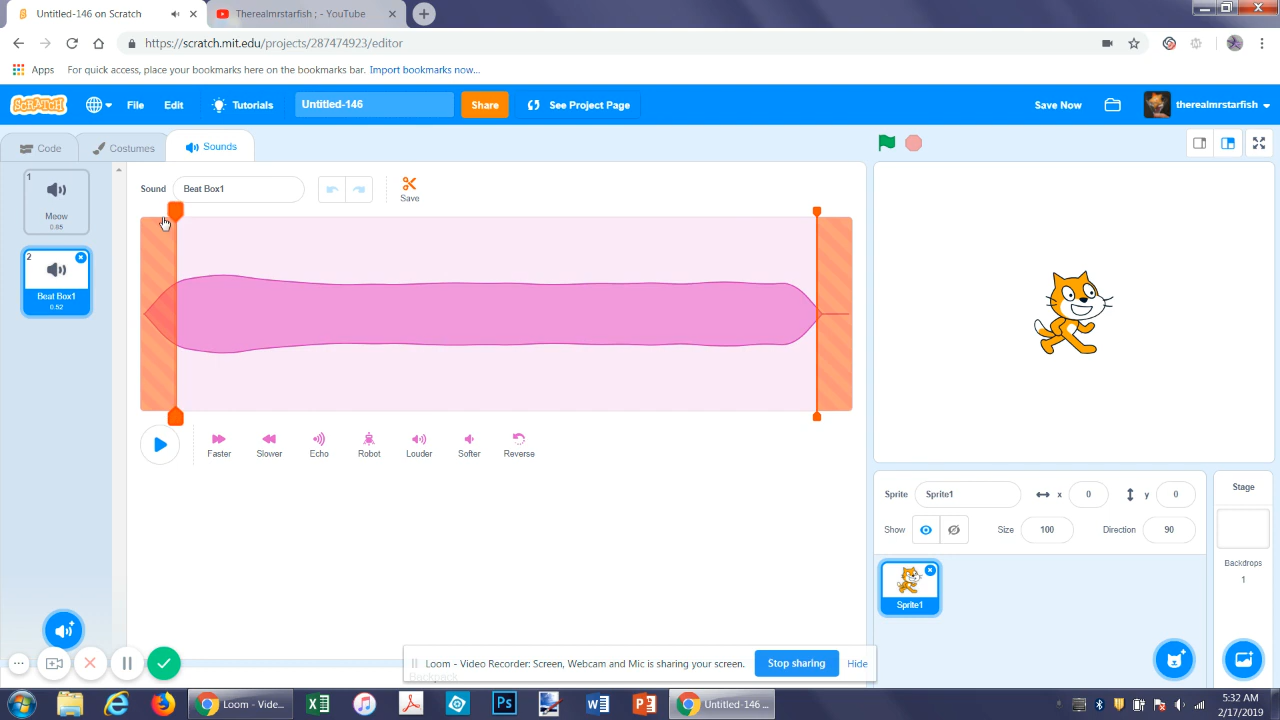 Untitled-146 on Scratch
Therealmrstarfish ; - YouTube
https://scratch.mit.edu/projects/287474923/editor
Apps For quick access, place your bookmarks here on the bookmarks bar. Import bookmarks now...
SCRATCH File Edit Tutorials Untitled-146 Share See Project Page Save Now therealmrstarfish
Code Costumes Sounds
1
Meow
0.65
2
Beat Box1
0.52
Sound Beat Box1 Save
Faster Slower Echo Robot Louder Softer Reverse
Sprite Sprite1 x 0 y 0
Show Size 100 Direction 90
Sprite1
Stage
Backdrops
1
Loom - Video Recorder: Screen, Webcam and Mic is sharing your screen. Stop sharing Hide
Backpack
Loom - Vide... Untitled-146 ...
5:32 AM
2/17/2019